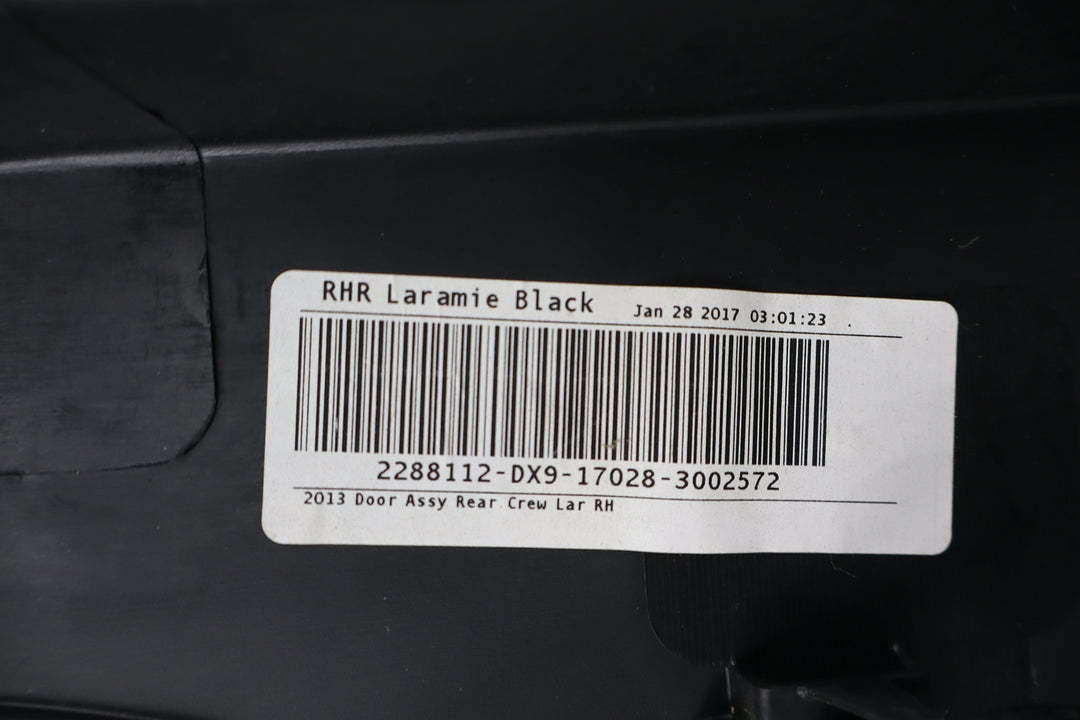 RHR Laramie Black Jan 28 2017 03:01:23
2288112-DX9-17028-3002572
2013 Door Assy Rear Crew Lar RH